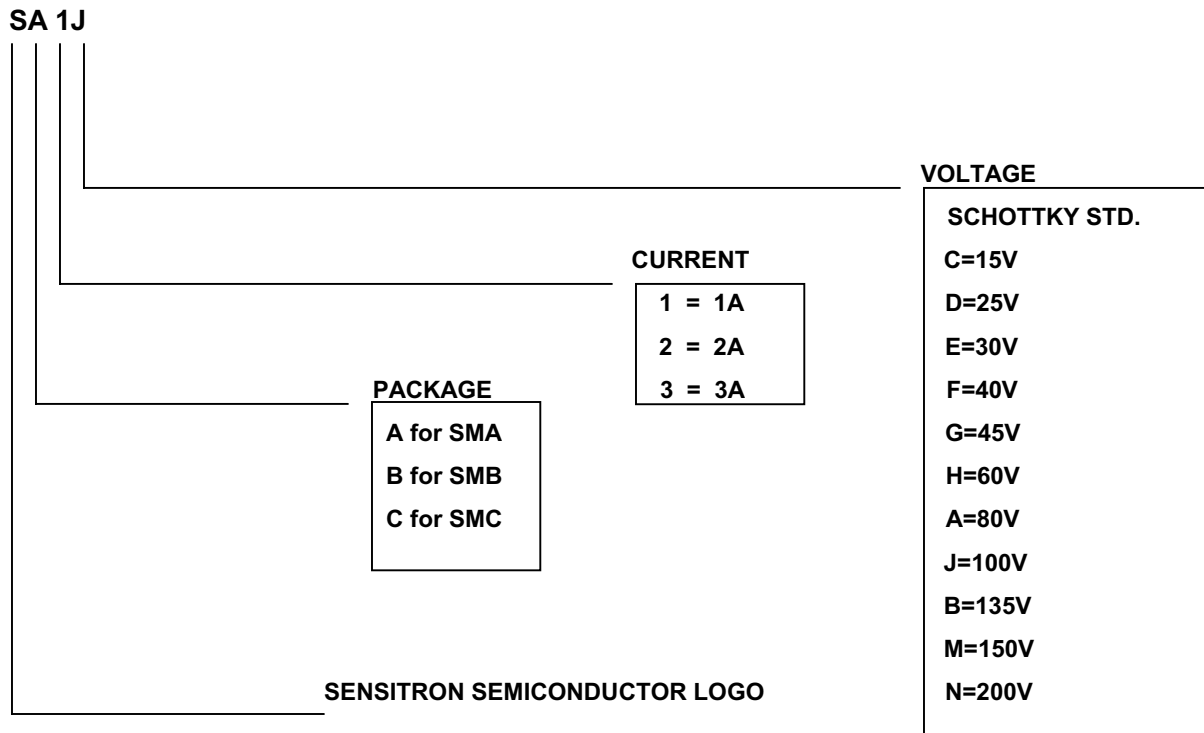 SA 1J
VOLTAGE
SCHOTTKY STD.
C=15V
D=25V
E=30V
F=40V
G=45V
H=60V
A=80V
J=100V
B=135V
M=150V
N=200V
CURRENT
1 = 1A
2 = 2A
3 = 3A
PACKAGE
A for SMA
B for SMB
C for SMC
SENSITRON SEMICONDUCTOR LOGO